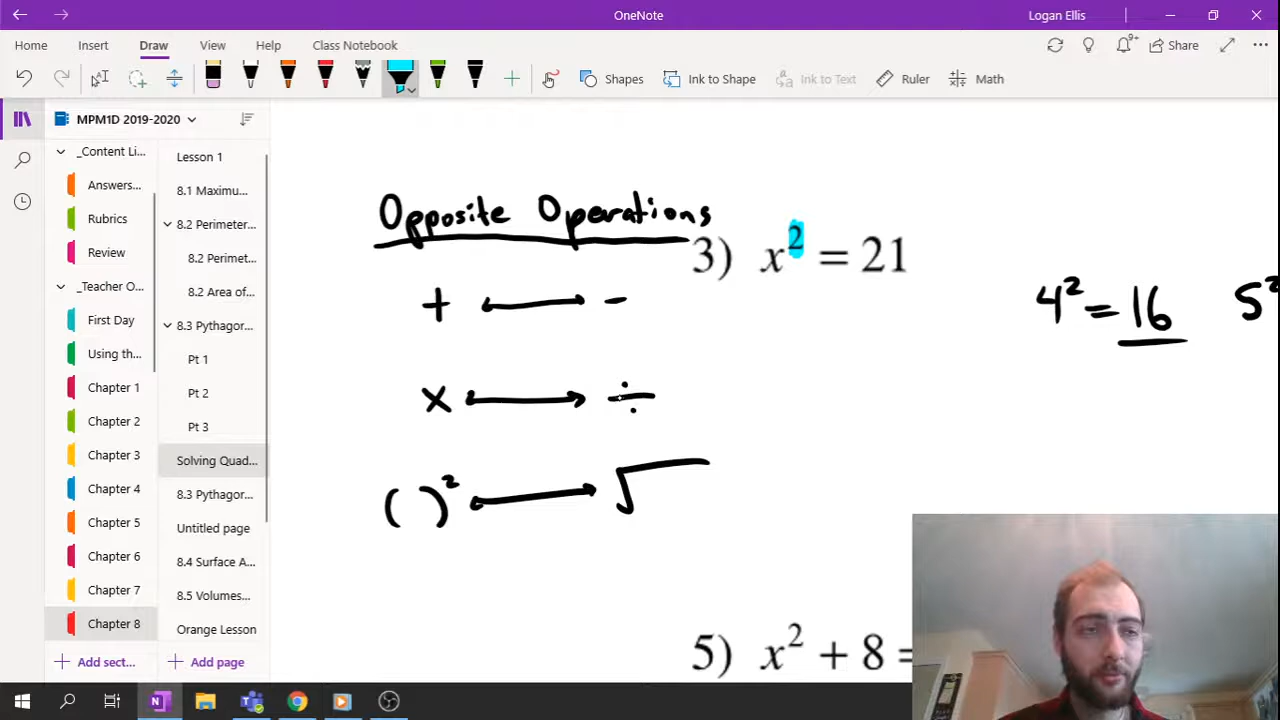 OneNote
Logan Ellis
Home Insert Draw View Help Class Notebook
9+ Share
Shapes Ink to Shape Ink to Text Ruler Math
MPM1D 2019-2020
_Content Li...
Answers...
Rubrics
Review
_Teacher O...
First Day
Using th...
Chapter 1
Chapter 2
Chapter 3
Chapter 4
Chapter 5
Chapter 6
Chapter 7
Chapter 8
Add sect...
Lesson 1
8.1 Maximu...
8.2 Perimeter...
8.2 Perimet...
8.2 Area of...
8.3 Pythagor...
Pt 1
Pt 2
Pt 3
Solving Quad...
8.3 Pythagor...
Untitled page
8.4 Surface A...
8.5 Volumes...
Orange Lesson
Add page
Opposite Operations
+ ↔ -
× ↔ ÷
( )² ↔ √
3) x² = 21
4² = 16 5²
5) x² + 8 =